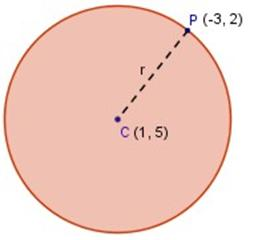 P (-3, 2)
r
C (1, 5)